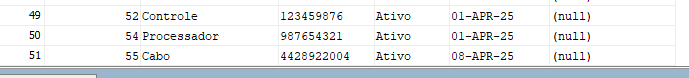 49 52 Controle 123459876 Ativo 01-APR-25 (null)
50 54 Processador 987654321 Ativo 01-APR-25 (null)
51 55 Cabo 4428922004 Ativo 08-APR-25 (null)